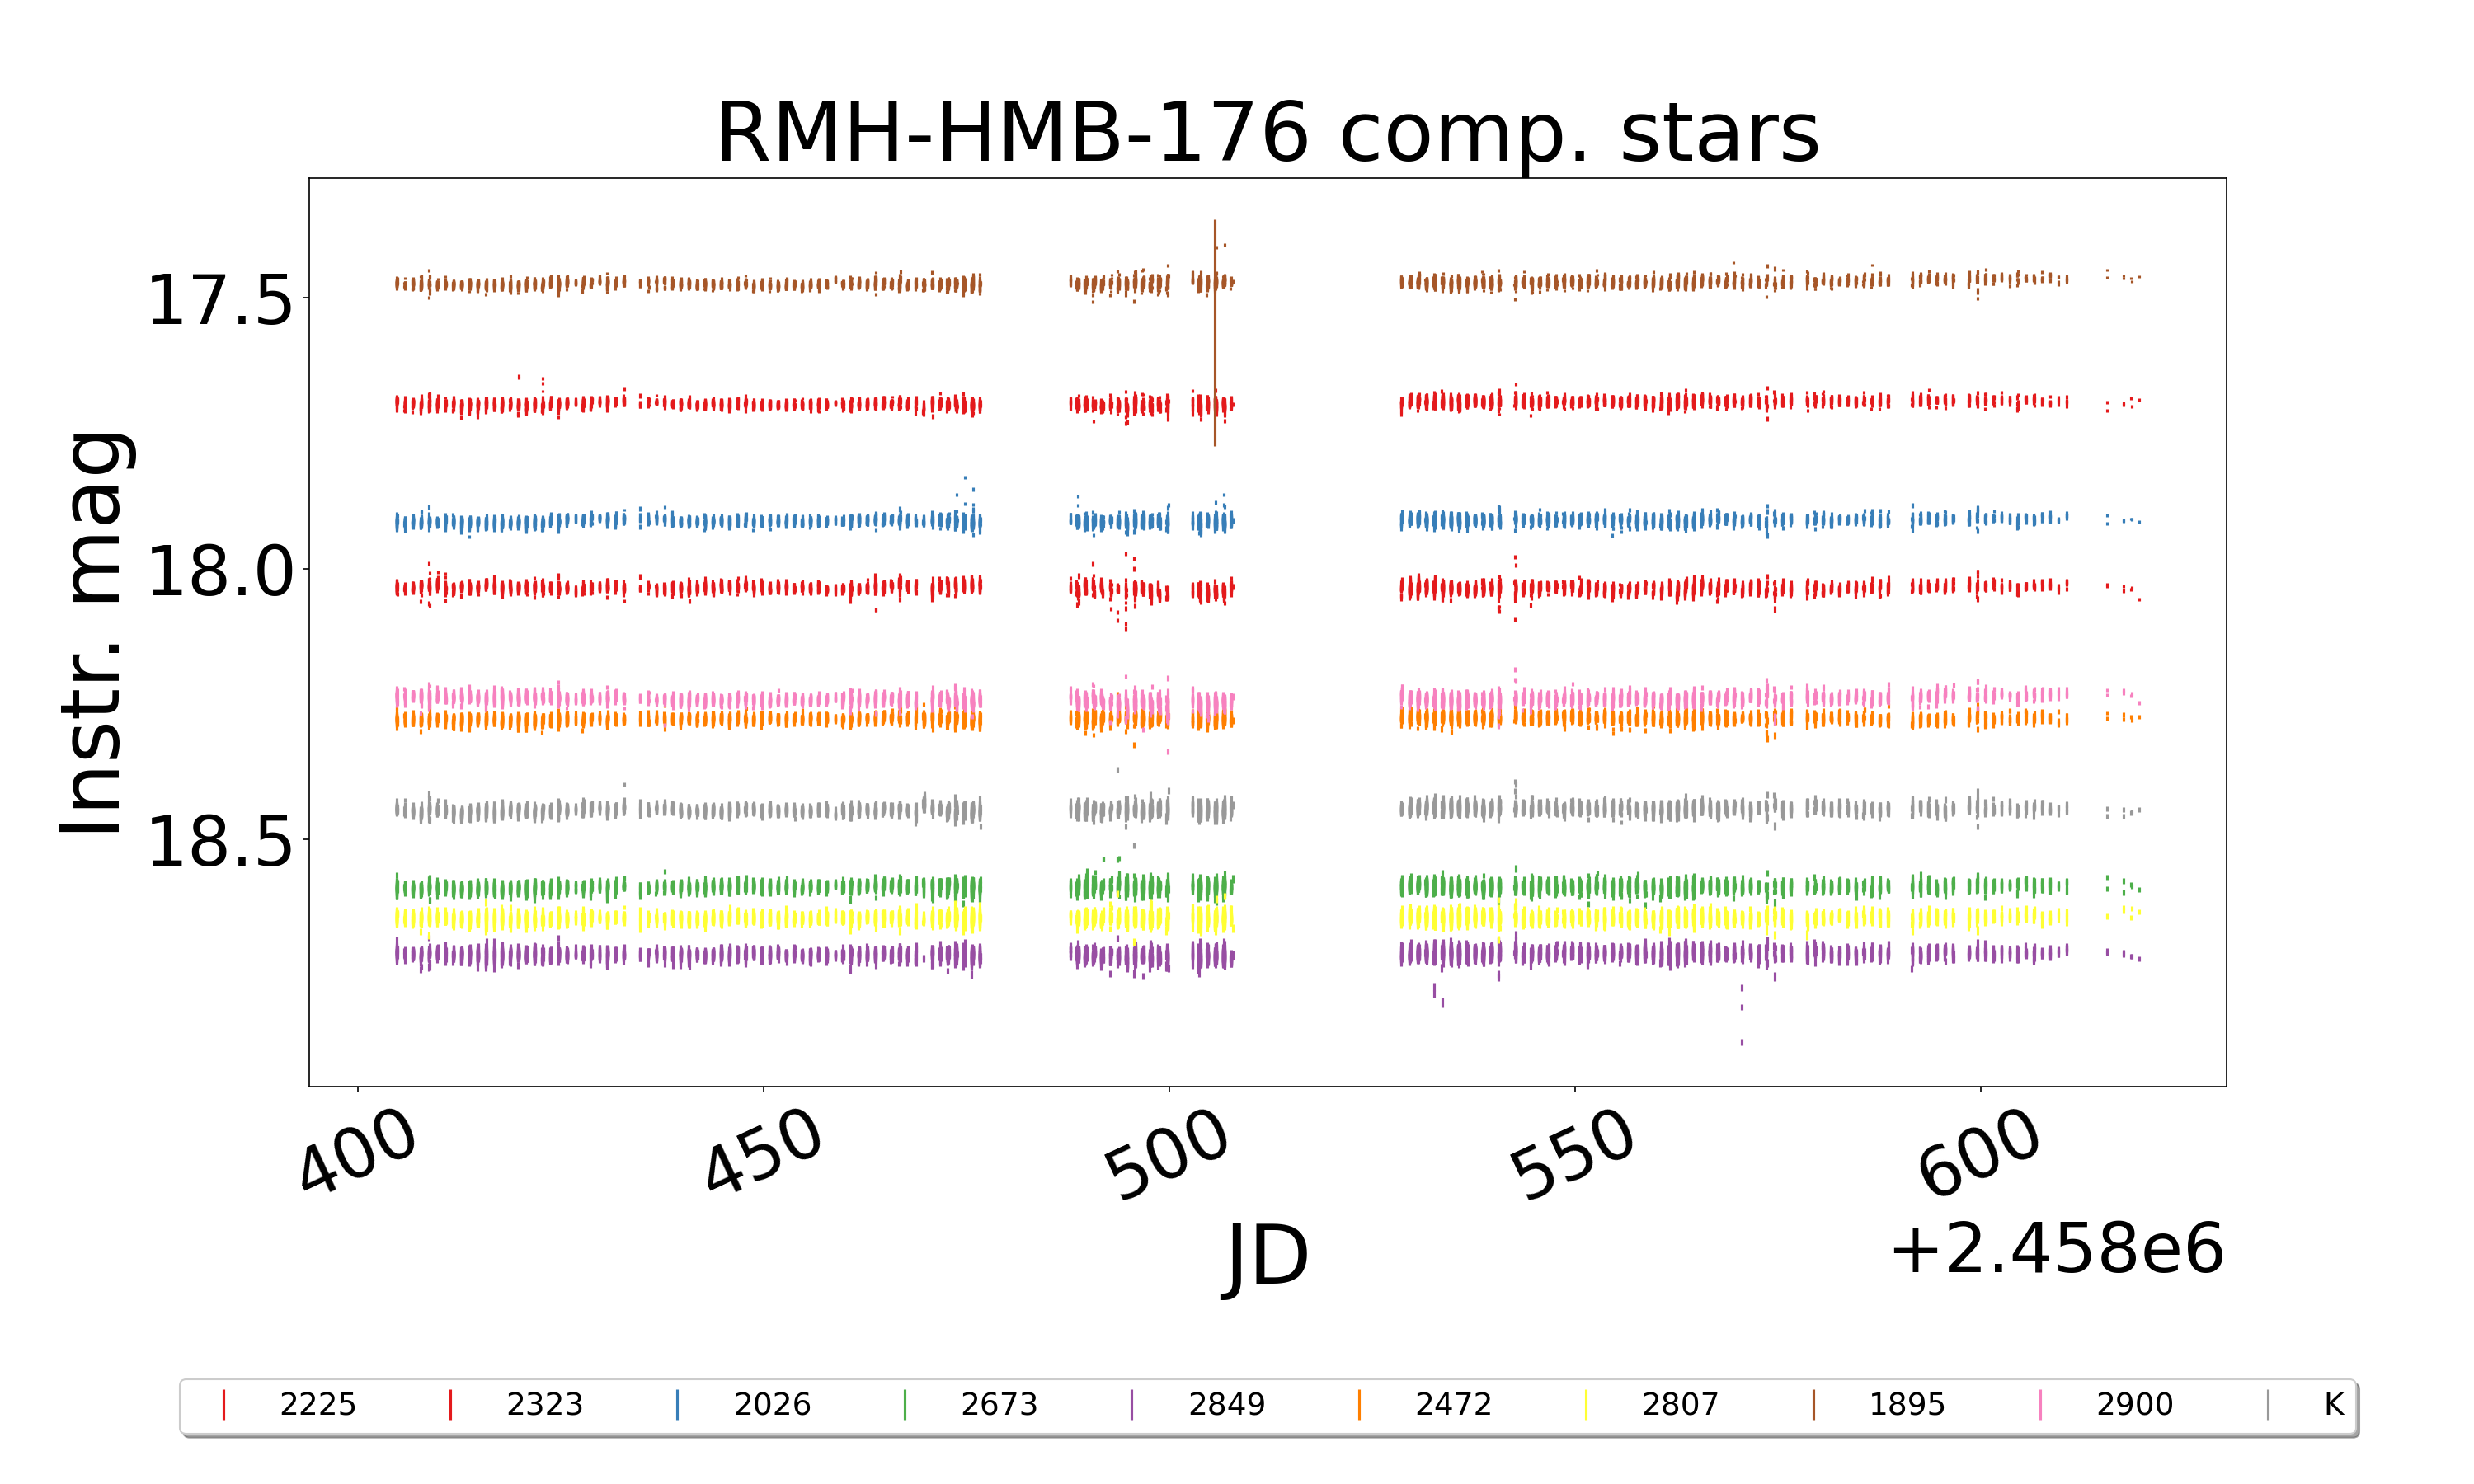 RMH-HMB-176 comp. stars
Instr. mag
17.5
18.0
18.5
400 450 500 550 600
JD
+2.458e6
2225 2323 2026 2673 2849 2472 2807 1895 2900 K